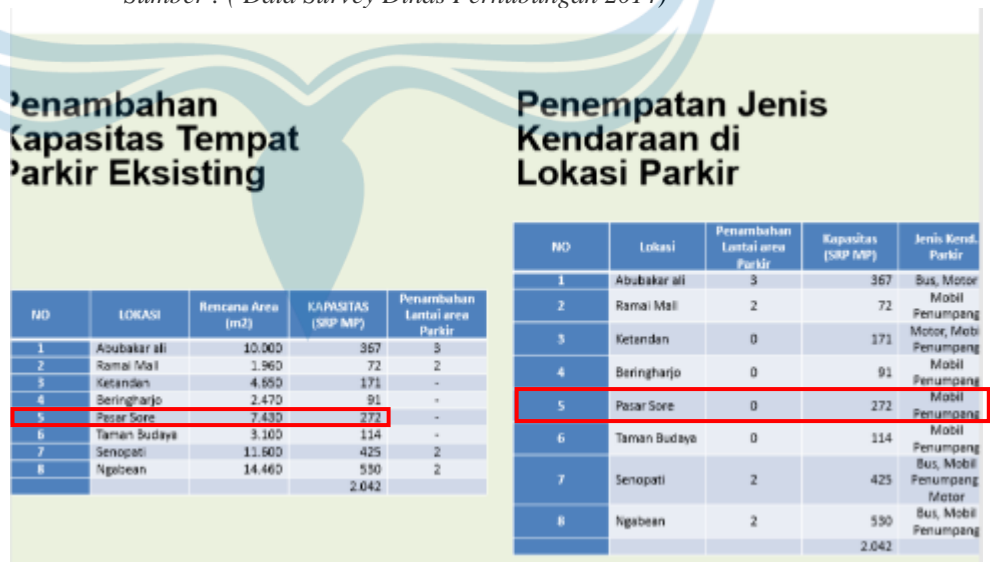 Sumber : ( Data Survey Dinas Perhubungan 2014)
Penambahan
Kapasitas Tempat
Parkir Eksisting
NO LOKASI Rencana Area (m2) KAPASITAS (SRP MP) Penambahan Lantai area Parkir
1 Abubakar ali 10.000 367 3
2 Ramai Mall 1.960 72 2
3 Ketandan 4.650 171 -
4 Beringharjo 2.470 91 -
5 Pasar Sore 7.430 272 -
6 Taman Budaya 3.100 114 -
7 Senopati 11.600 425 2
8 Ngabean 14.460 530 2
2.042
Penempatan Jenis
Kendaraan di
Lokasi Parkir
NO Lokasi Penambahan Lantai area Parkir Kapasitas (SRP MP) Jenis Kend. Parkir
1 Abubakar ali 3 367 Bus, Motor
2 Ramai Mall 2 72 Mobil Penumpang
3 Ketandan 0 171 Motor, Mobi Penumpang
4 Beringharjo 0 91 Mobil Penumpang
5 Pasar Sore 0 272 Mobil Penumpang
6 Taman Budaya 0 114 Mobil Penumpang
7 Senopati 2 425 Bus, Mobil Penumpang Motor
8 Ngabean 2 530 Bus, Mobil Penumpang
2.042